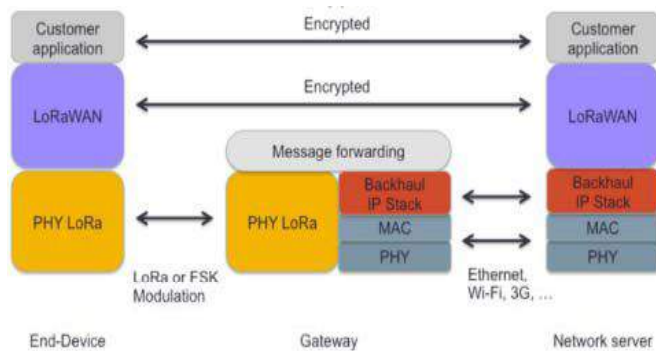 Customer
application
Encrypted
Customer
application
LoRaWAN
Encrypted
LoRaWAN
Message forwarding
PHY LoRa
PHY LoRa
Backhaul
IP Stack
MAC
PHY
Backhaul
IP Stack
MAC
PHY
LoRa or FSK
Modulation
Ethernet,
Wi-Fi, 3G, ...
End-Device
Gateway
Network server